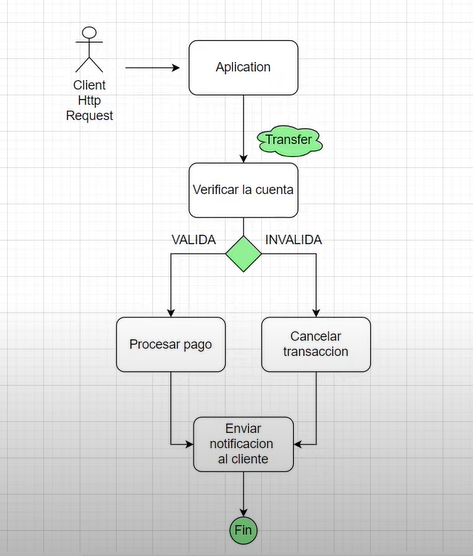 Client
Http
Request
Aplication
Transfer
Verificar la cuenta
VALIDA
INVALIDA
Procesar pago
Cancelar
transaccion
Enviar
notificacion
al cliente
Fin